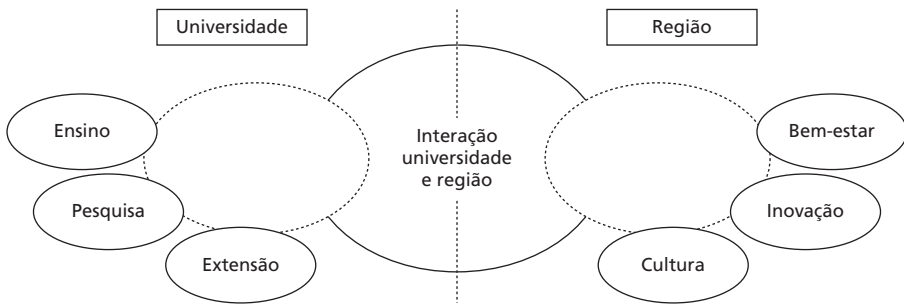 Universidade
Região
Ensino
Pesquisa
Extensão
Interação
universidade
e região
Bem-estar
Inovação
Cultura